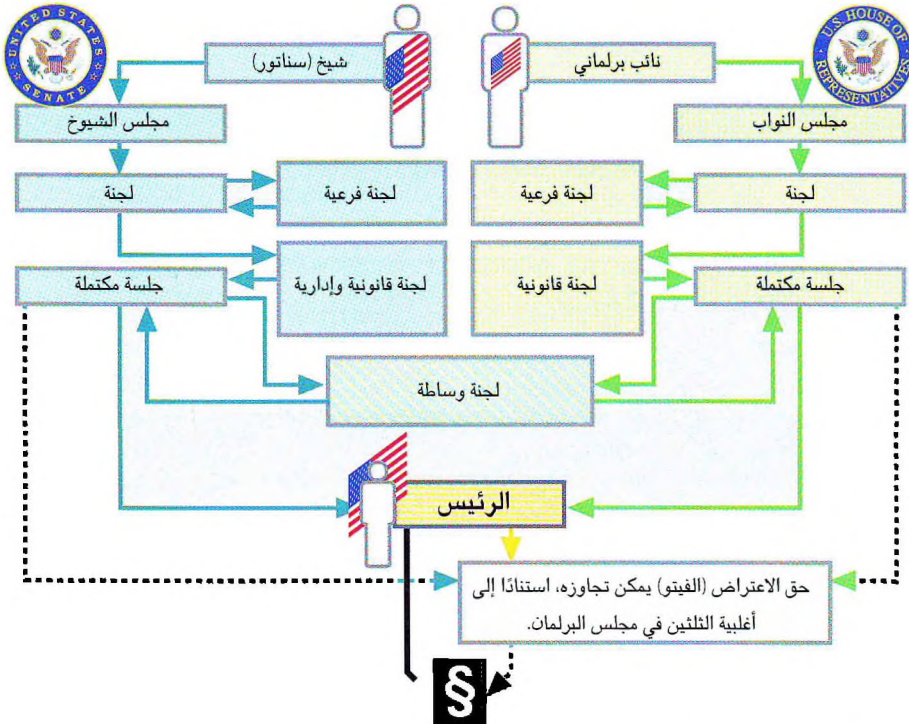 UNITED STATES SENATE
شيخ (سناتور)
نائب برلماني
U.S. HOUSE OF REPRESENTATIVES
مجلس الشيوخ
مجلس النواب
لجنة
لجنة فرعية
لجنة فرعية
لجنة
جلسة مكتملة
لجنة قانونية وإدارية
لجنة قانونية
جلسة مكتملة
لجنة وساطة
الرئيس
حق الاعتراض (الفيتو) يمكن تجاوزه، استنادًا إلى
أغلبية الثلثين في مجلس البرلمان.
§